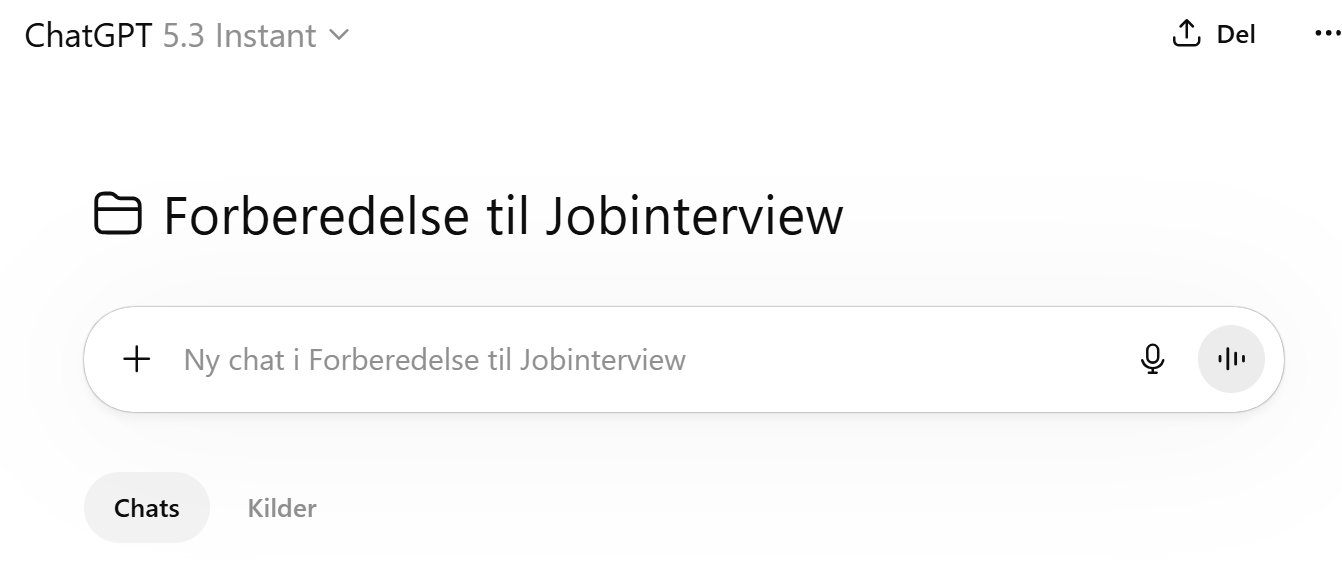 ChatGPT 5.3 Instant
Del
Forberedelse til Jobinterview
Ny chat i Forberedelse til Jobinterview
Chats
Kilder